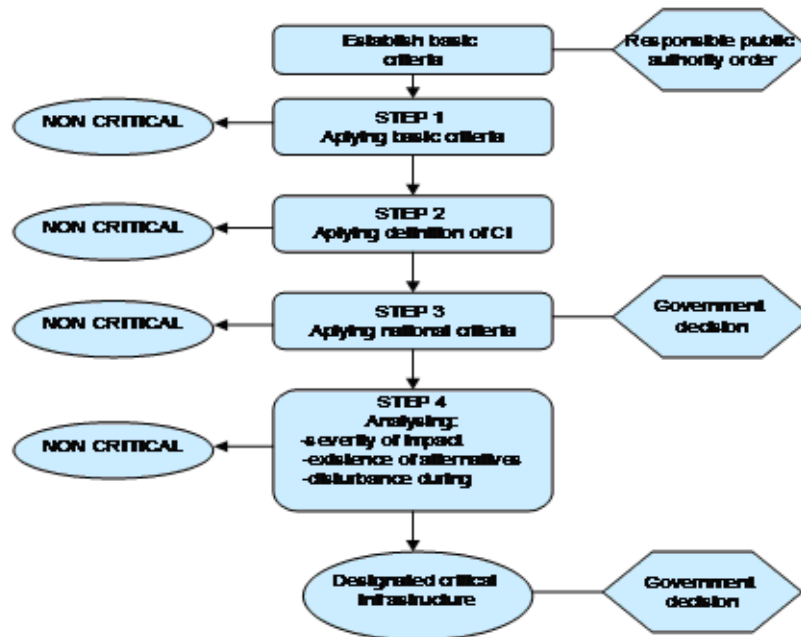 Establish basic
criteria
Responsible public
authority order
NON CRITICAL
STEP 1
Aplying basic criteria
NON CRITICAL
STEP 2
Aplying definition of CI
NON CRITICAL
STEP 3
Aplying national criteria
Government
decision
NON CRITICAL
STEP 4
Analysing:
-severity of impact
-existence of alternatives
-disturbance during
Designated critical
infrastructure
Government
decision